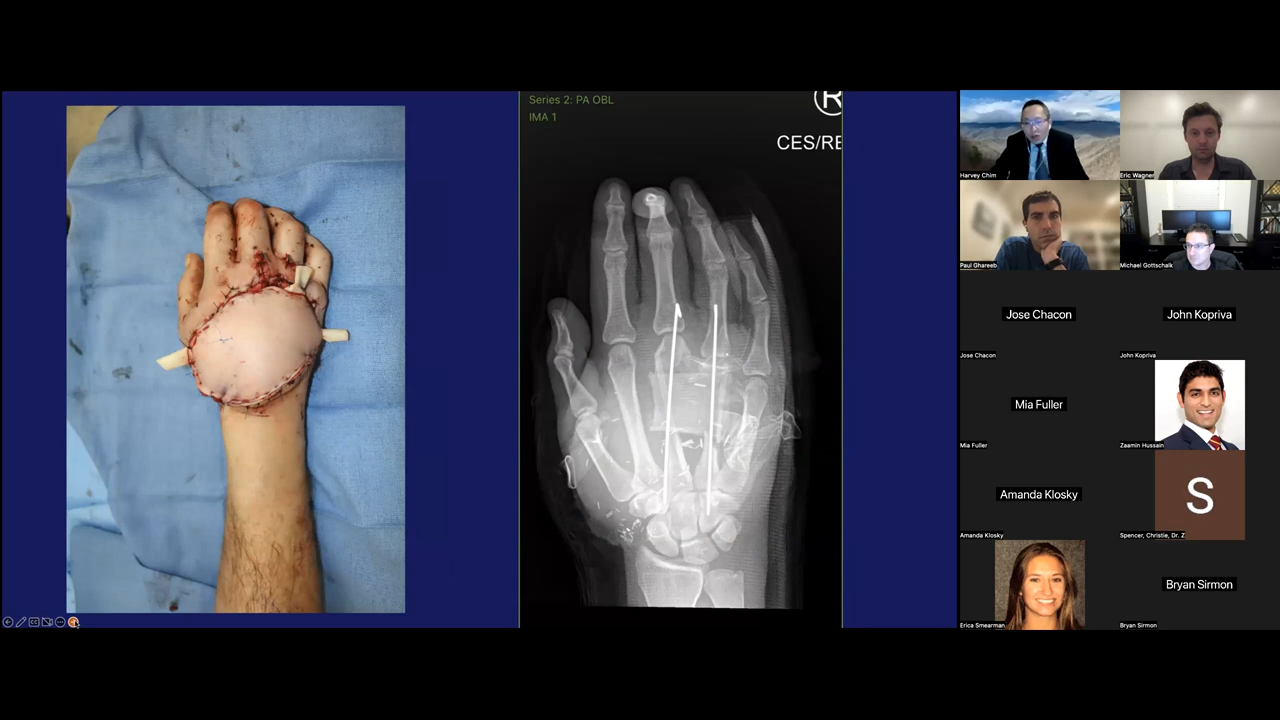 Series 2: PA OBL
IMA 1
R
CES/RE
Harvey Chim
Eric Wagner
Paul Ghareeb
Michael Gottschalk
Jose Chacon
John Kopriva
Jose Chacon
John Kopriva
Mia Fuller
Mia Fuller
Zaamin Hussain
Amanda Klosky
S
Amanda Klosky
Spencer, Christie, Dr. Z
Bryan Sirmon
Erica Smearman
Bryan Sirmon